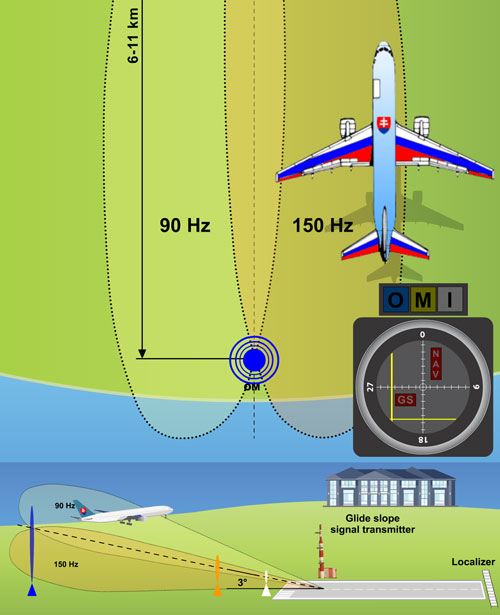 6-11 km
90 Hz
150 Hz
OM
O M I
0
NAV
27
9
GS
18
90 Hz
150 Hz
3°
Glide slope
signal transmitter
Localizer